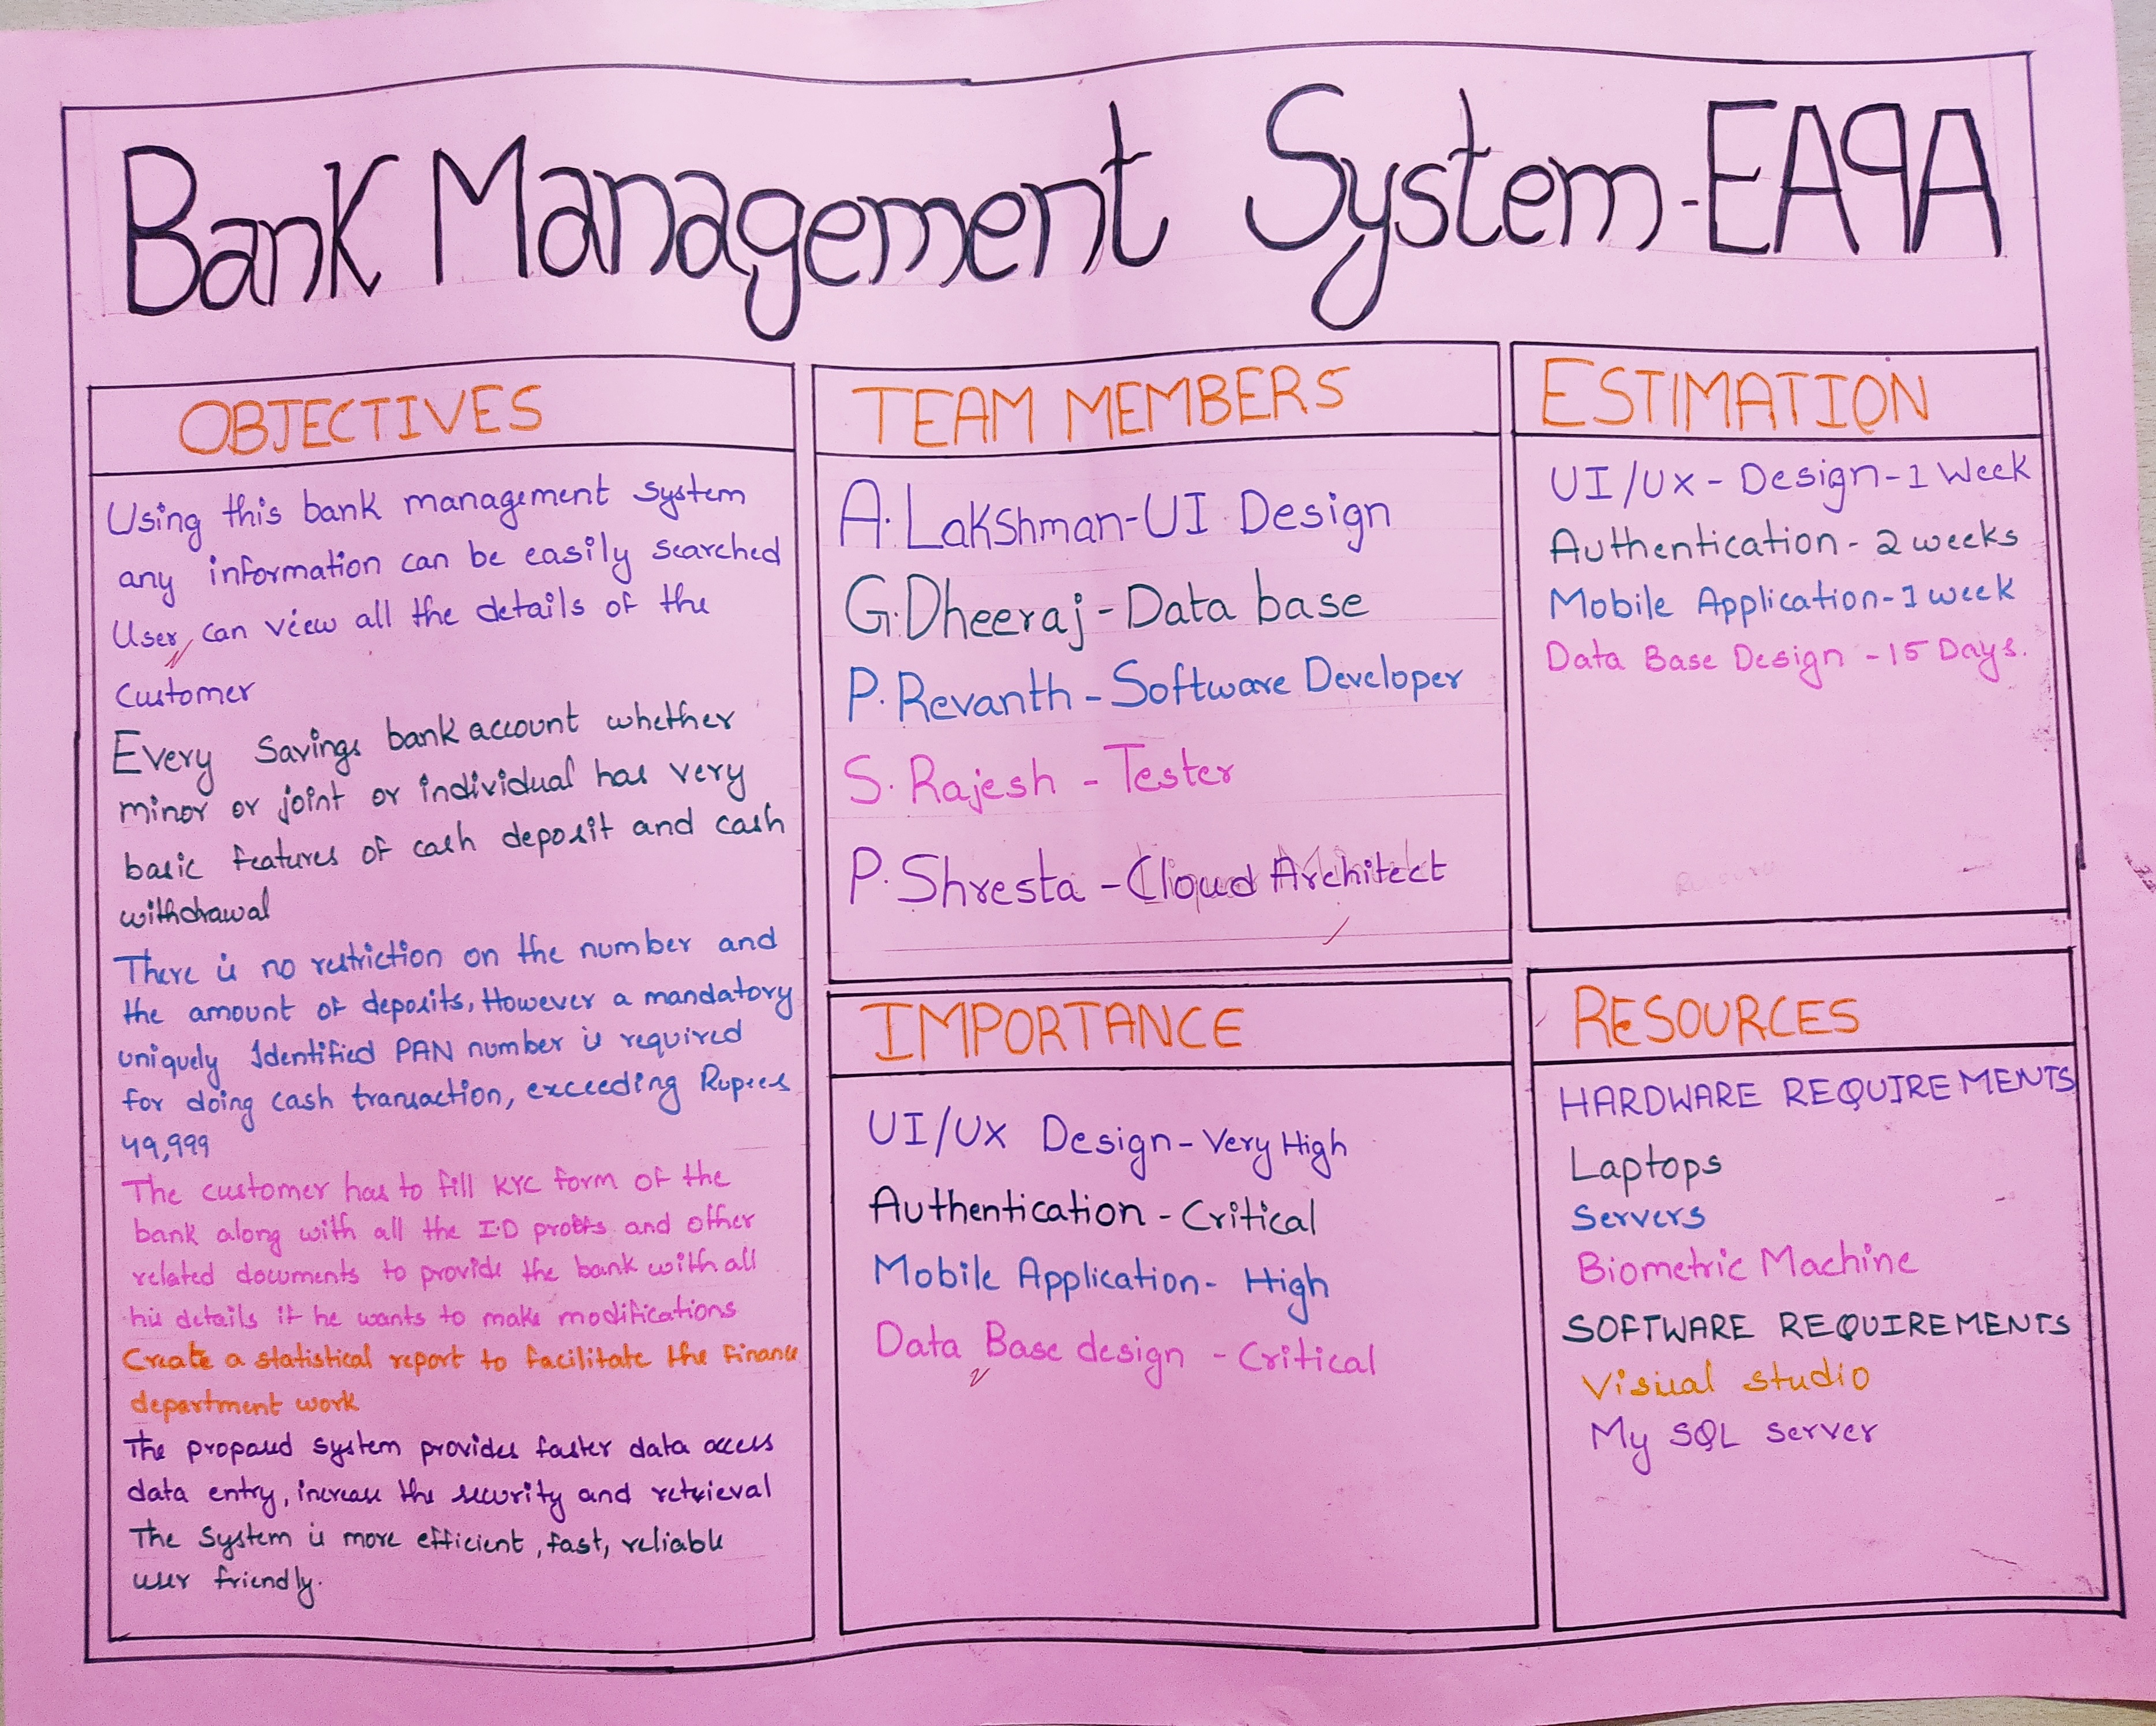 Bank Management System-EA9A
OBJECTIVES
Using this bank management system
any information can be easily searched
User, can view all the details of the
Customer
Every Savings bank account whether
minor or joint or individual has very
basic features of cash deposit and cash
withdrawal
There is no restriction on the number and
the amount of deposits, However a mandatory
uniquely Identified PAN number is required
for doing cash transaction, exceeding Rupees
49,999
The customer has to fill KYC form of the
bank along with all the I.D proofs and other
related documents to provide the bank with all
his details if he wants to make modifications
Create a statistical report to facilitate the Finance
department work
The propased system provides faster data access
data entry, increase the security and retrieval
The System is more efficient, fast, reliable
user friendly.
TEAM MEMBERS
A. Lakshman-UI Design
G. Dheeraj-Data base
P. Revanth-Software Developer
S. Rajesh - Tester
P. Shresta - Cloud Architect
IMPORTANCE
UI/UX Design-Very High
Authentication - Critical
Mobile Application- High
Data Base design - Critical
ESTIMATION
UI/UX- Design-1 Week
Authentication- 2 weeks
Mobile Application-1 week
Data Base Design -15 Days.
RESOURCES
HARDWARE REQUIREMENTS
Laptops
Servers
Biometric Machine
SOFTWARE REQUIREMENTS
Visual studio
My SQL server